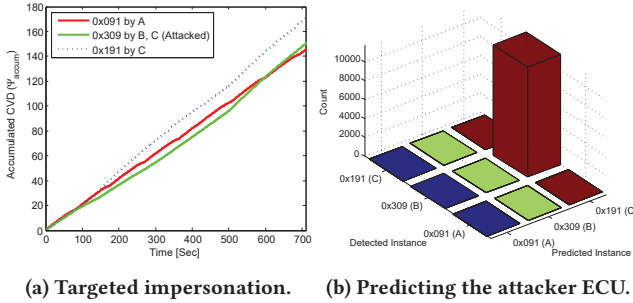 180
160
140
120
100
80
60
40
20
0
0 100 200 300 400 500 600 700
Accumulated CVD (Ψaccum)
Time [Sec]
0x091 by A
0x309 by B, C (Attacked)
0x191 by C
(a) Targeted impersonation.
10000
8000
6000
4000
2000
0
Count
0x191 (C)
0x309 (B)
0x091 (A)
Detected Instance
0x091 (A)
0x309 (B)
0x191 (C
Predicted Instance
(b) Predicting the attacker ECU.